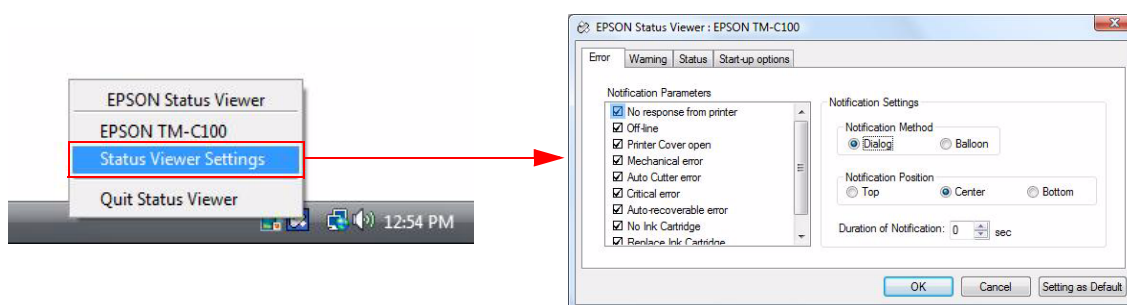 EPSON Status Viewer
EPSON TM-C100
Status Viewer Settings
Quit Status Viewer
12:54 PM
EPSON Status Viewer : EPSON TM-C100
Error Warning Status Start-up options
Notification Parameters
No response from printer
Off-line
Printer Cover open
Mechanical error
Auto Cutter error
Critical error
Auto-recoverable error
No Ink Cartridge
Replace Ink Cartridge
Notification Settings
Notification Method
Dialog Balloon
Notification Position
Top Center Bottom
Duration of Notification: 0 sec
OK Cancel Setting as Default